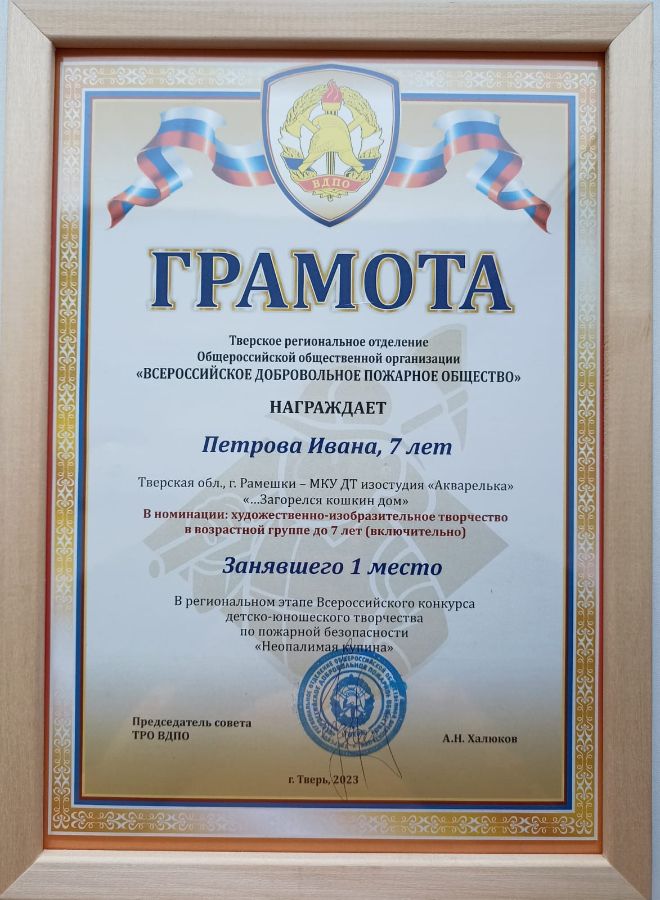 ВДПО
ГРАМОТА
Тверское региональное отделение
Общероссийской общественной организации
«ВСЕРОССИЙСКОЕ ДОБРОВОЛЬНОЕ ПОЖАРНОЕ ОБЩЕСТВО»
НАГРАЖДАЕТ
Петрова Ивана, 7 лет
Тверская обл., г. Рамешки – МКУ ДТ изостудия «Акварелька»
«...Загорелся кошкин дом»
В номинации: художественно-изобразительное творчество
в возрастной группе до 7 лет (включительно)
Занявшего 1 место
В региональном этапе Всероссийского конкурса
детско-юношеского творчества
по пожарной безопасности
«Неопалимая купина»
Председатель совета
ТРО ВДПО
А.Н. Халюков
г. Тверь, 2023